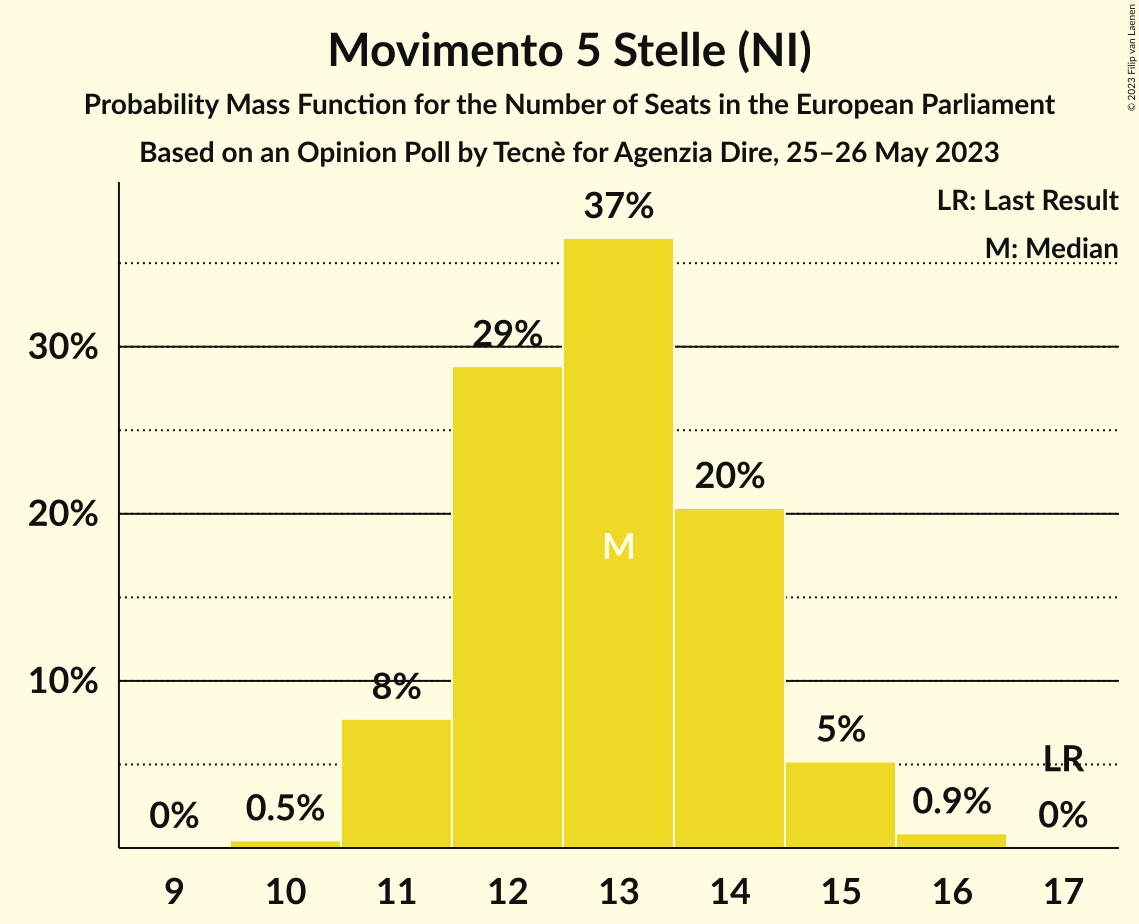 © 2023 Filip van Laenen
Movimento 5 Stelle (NI)
Probability Mass Function for the Number of Seats in the European Parliament
Based on an Opinion Poll by Tecnè for Agenzia Dire, 25–26 May 2023
LR: Last Result
M: Median
37%
29%
30%
20%
20%
M
10%
8%
5%
LR
0%
0.5%
0.9%
0%
9 10 11 12 13 14 15 16 17